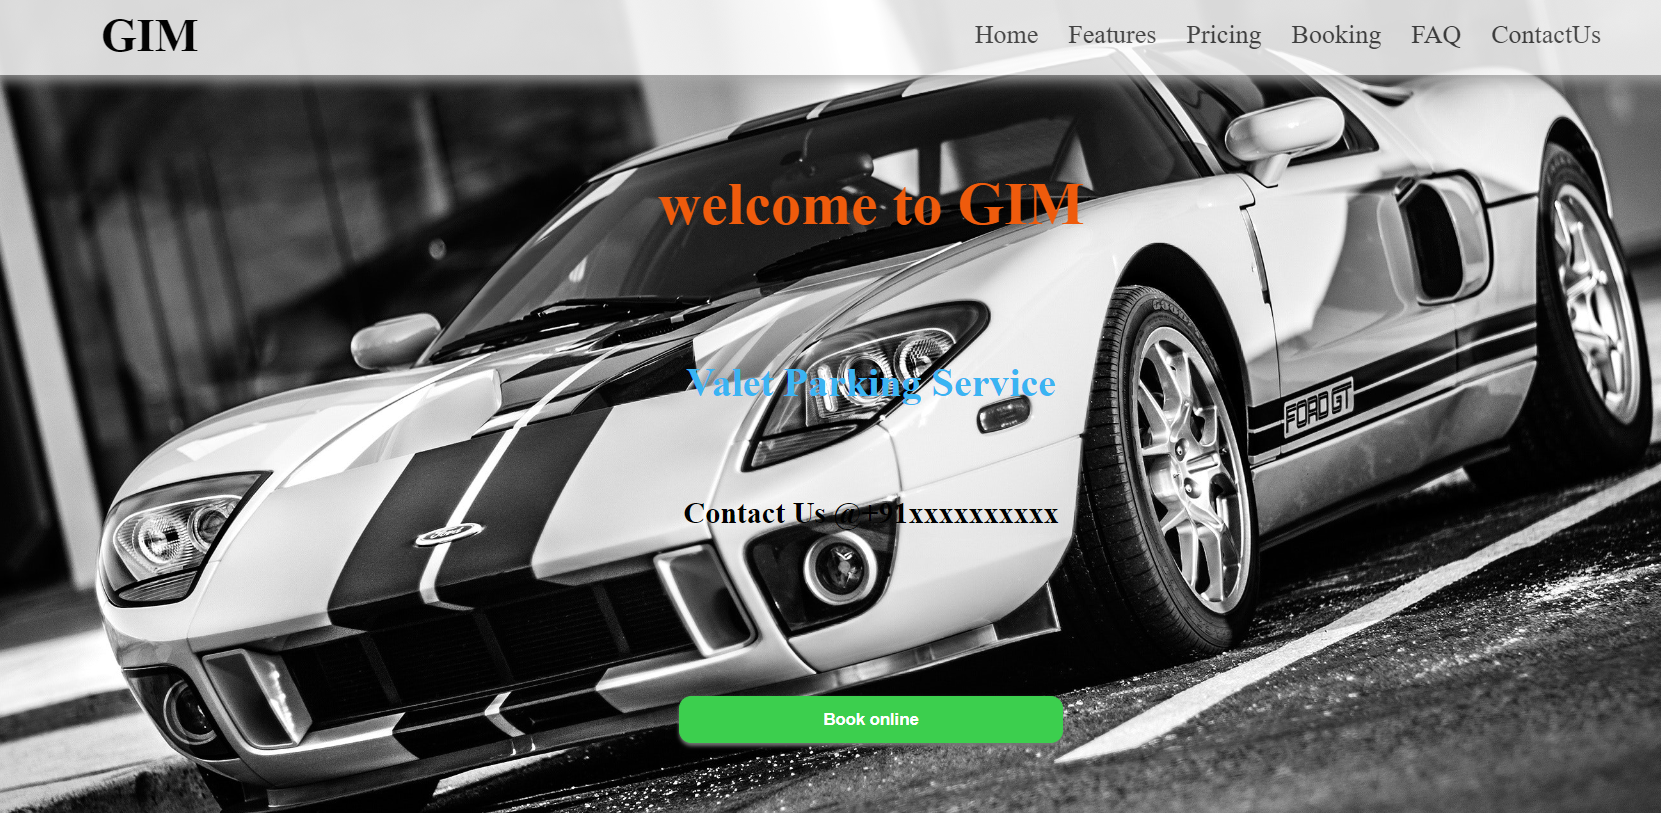 GIM
Home Features Pricing Booking FAQ ContactUs
welcome to GIM
Valet Parking Service
FORD GT
Contact Us @+91xxxxxxxxxx
Ford
Book online